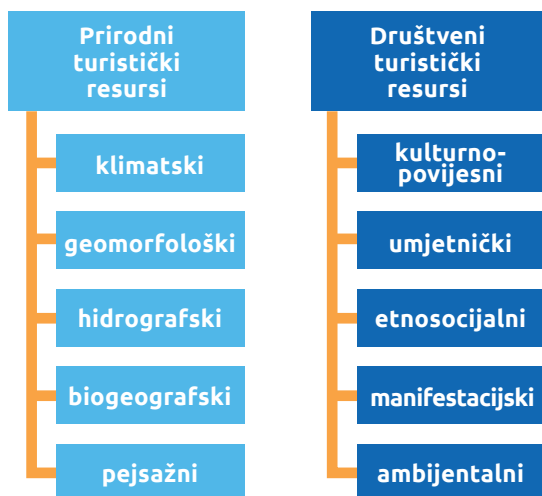 Prirodni
turistički
resursi
klimatski
geomorfološki
hidrografski
biogeografski
pejsažni
Društveni
turistički
resursi
kulturno-
povijesni
umjetnički
etnosocijalni
manifestacijski
ambijentalni